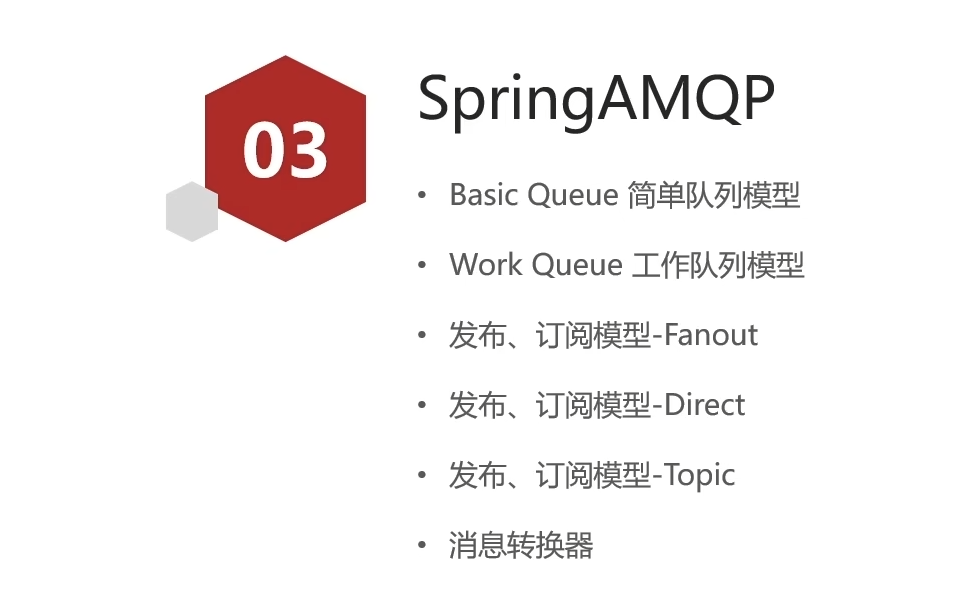 03
SpringAMQP
• Basic Queue 简单队列模型
• Work Queue 工作队列模型
• 发布、订阅模型-Fanout
• 发布、订阅模型-Direct
• 发布、订阅模型-Topic
• 消息转换器